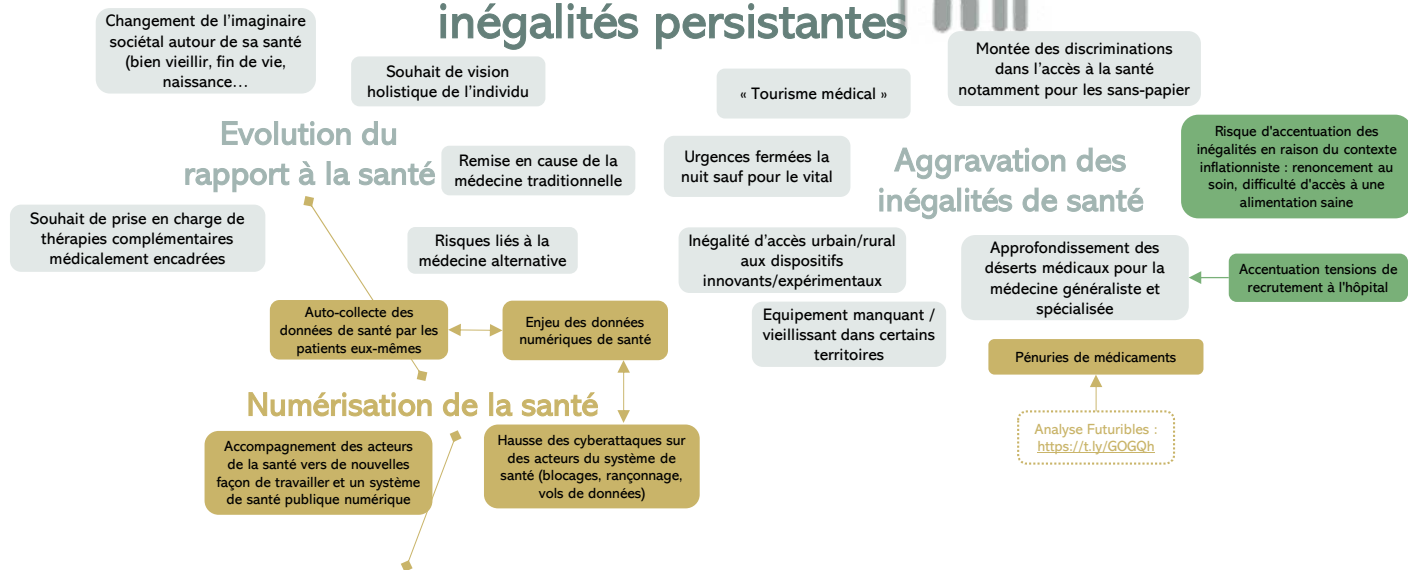 inégalités persistantes
Changement de l'imaginaire
sociétal autour de sa santé
(bien vieillir, fin de vie,
naissance…
Souhait de vision
holistique de l'individu
« Tourisme médical »
Montée des discriminations
dans l'accès à la santé
notamment pour les sans-papier
Evolution du
rapport à la santé
Remise en cause de la
médecine traditionnelle
Urgences fermées la
nuit sauf pour le vital
Aggravation des
inégalités de santé
Risque d'accentuation des
inégalités en raison du contexte
inflationniste : renoncement au
soin, difficulté d'accès à une
alimentation saine
Souhait de prise en charge de
thérapies complémentaires
médicalement encadrées
Risques liés à la
médecine alternative
Inégalité d'accès urbain/rural
aux dispositifs
innovants/expérimentaux
Approfondissement des
déserts médicaux pour la
médecine généraliste et
spécialisée
Accentuation tensions de
recrutement à l'hôpital
Auto-collecte des
données de santé par les
patients eux-mêmes
Enjeu des données
numériques de santé
Equipement manquant /
vieillissant dans certains
territoires
Pénuries de médicaments
Numérisation de la santé
Analyse Futuribles :
https://t.ly/GOGQh
Accompagnement des acteurs
de la santé vers de nouvelles
façon de travailler et un système
de santé publique numérique
Hausse des cyberattaques sur
des acteurs du système de
santé (blocages, rançonnage,
vols de données)